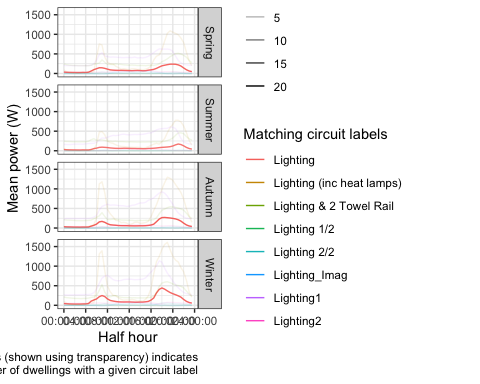 1500
1000
500
0
Spring
1500
1000
500
0
Summer
1500
1000
500
0
Autumn
1500
1000
500
0
Winter
Mean power (W)
Half hour
s (shown using transparency) indicates
er of dwellings with a given circuit label
5
10
15
20
Matching circuit labels
Lighting
Lighting (inc heat lamps)
Lighting & 2 Towel Rail
Lighting 1/2
Lighting 2/2
Lighting_Imag
Lighting1
Lighting2